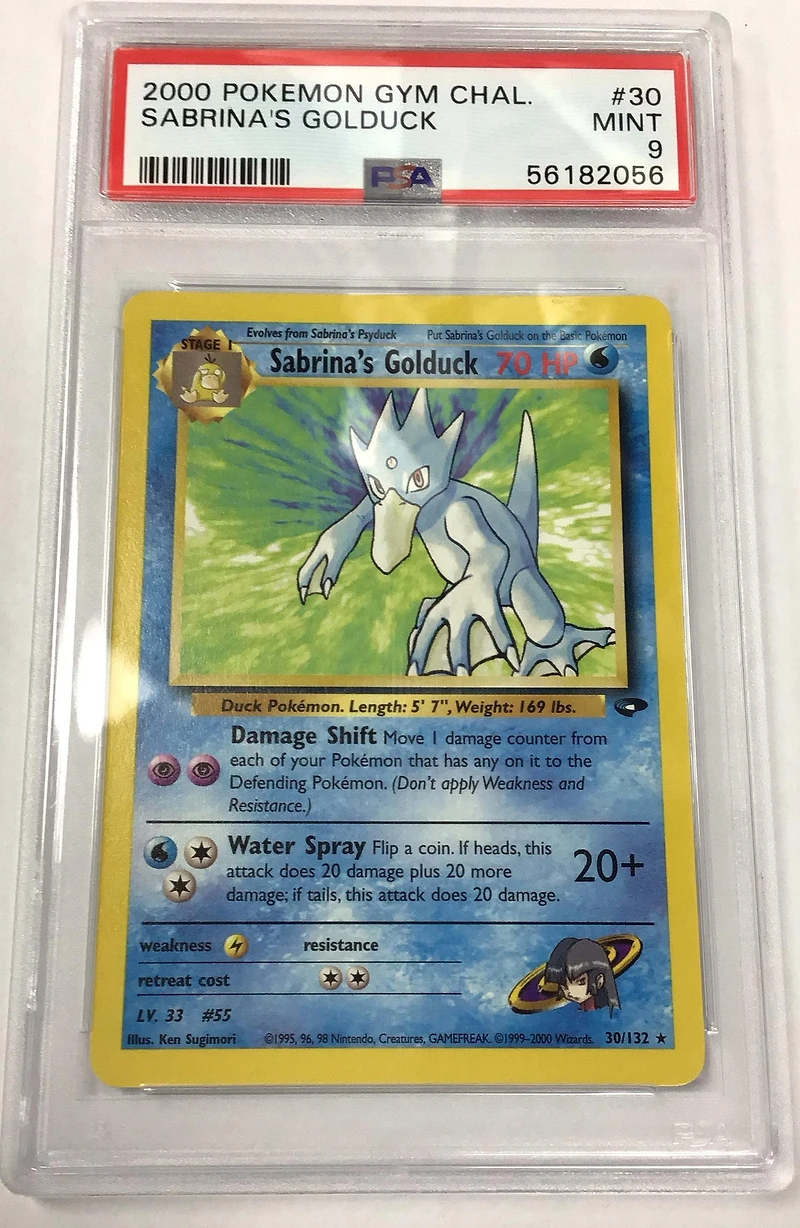 2000 POKEMON GYM CHAL. #30
SABRINA'S GOLDUCK MINT
9
PSA 56182056
Evolves from Sabrina's Psyduck Put Sabrina's Golduck on the Basic Pokémon
STAGE 1
Sabrina's Golduck 70 HP
Duck Pokémon. Length: 5' 7", Weight: 169 lbs.
Damage Shift Move 1 damage counter from
each of your Pokémon that has any on it to the
Defending Pokémon. (Don't apply Weakness and
Resistance.)
Water Spray Flip a coin. If heads, this
attack does 20 damage plus 20 more
damage; if tails, this attack does 20 damage.
20+
weakness resistance
retreat cost
LV. 33 #55
Illus. Ken Sugimori ©1995, 96, 98 Nintendo, Creatures, GAMEFREAK. ©1999-2000 Wizards. 30/132 ★
PSA